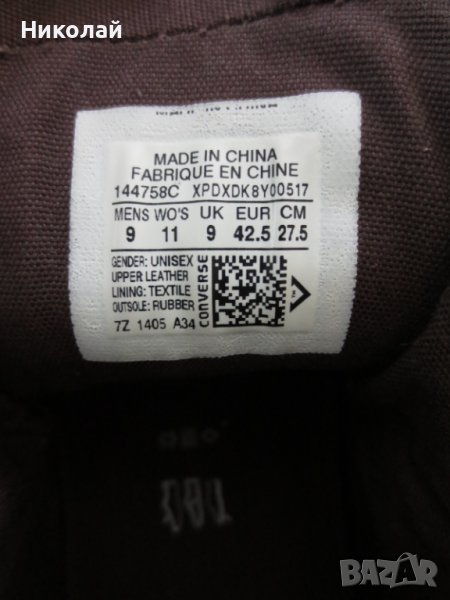 Николай
MADE IN CHINA
FABRIQUE EN CHINE
144758C XPDXDK8Y00517
MENS WO'S UK EUR CM
9 11 9 42.5 27.5
GENDER: UNISEX
UPPER:LEATHER
LINING: TEXTILE
OUTSOLE: RUBBER
7Z 1405 A34
CONVERSE
BAZAR